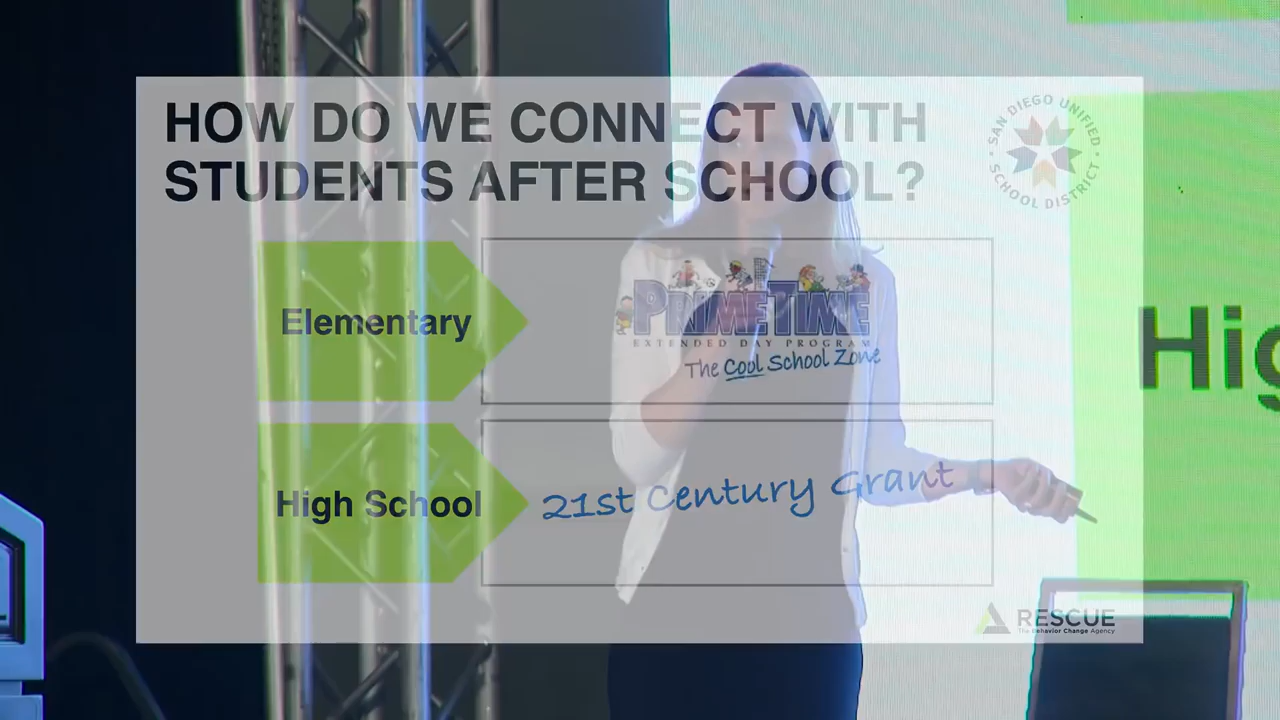 HOW DO WE CONNECT WITH
STUDENTS AFTER SCHOOL?
SAN DIEGO UNIFIED
SCHOOL DISTRICT
Elementary
PRIMETIME
EXTENDED DAY PROGRAM
The Cool School Zone
High School
21st Century Grant
Hig
RESCUE
The Behavior Change Agency